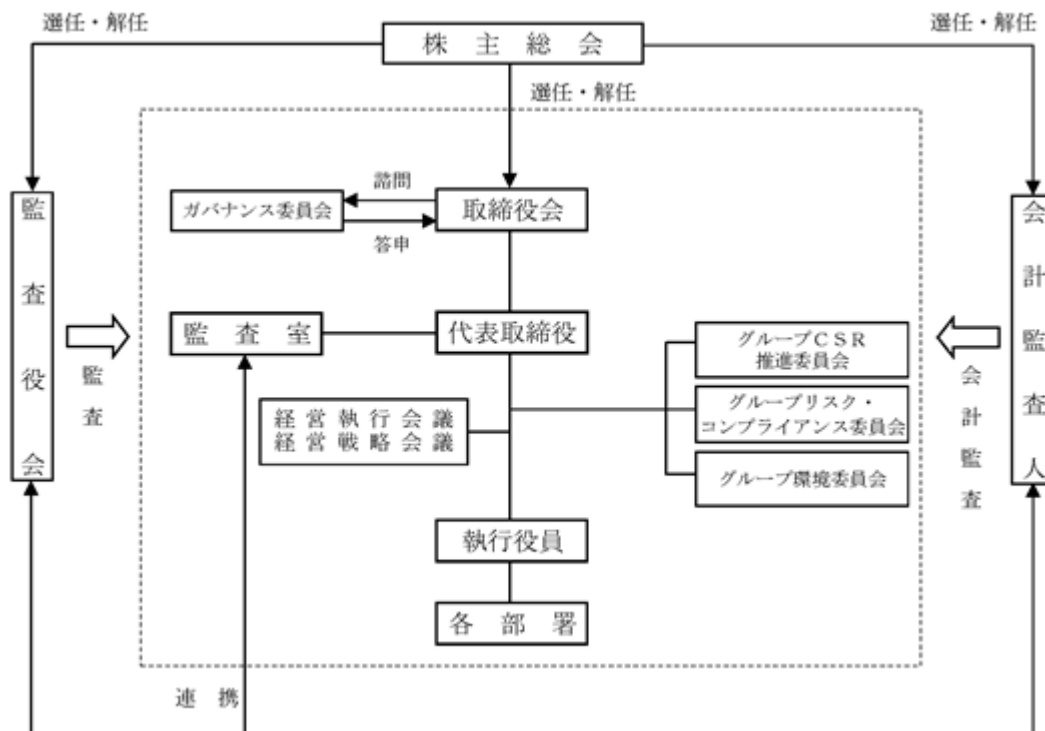 選任・解任
株主総会
選任・解任
選任・解任
諮問
ガバナンス委員会
取締役会
答申
監査役会
会計監査人
監査室
代表取締役
監査
会計監査
グループCSR
推進委員会
グループリスク・
コンプライアンス委員会
経営執行会議
経営戦略会議
グループ環境委員会
執行役員
各部署
連携